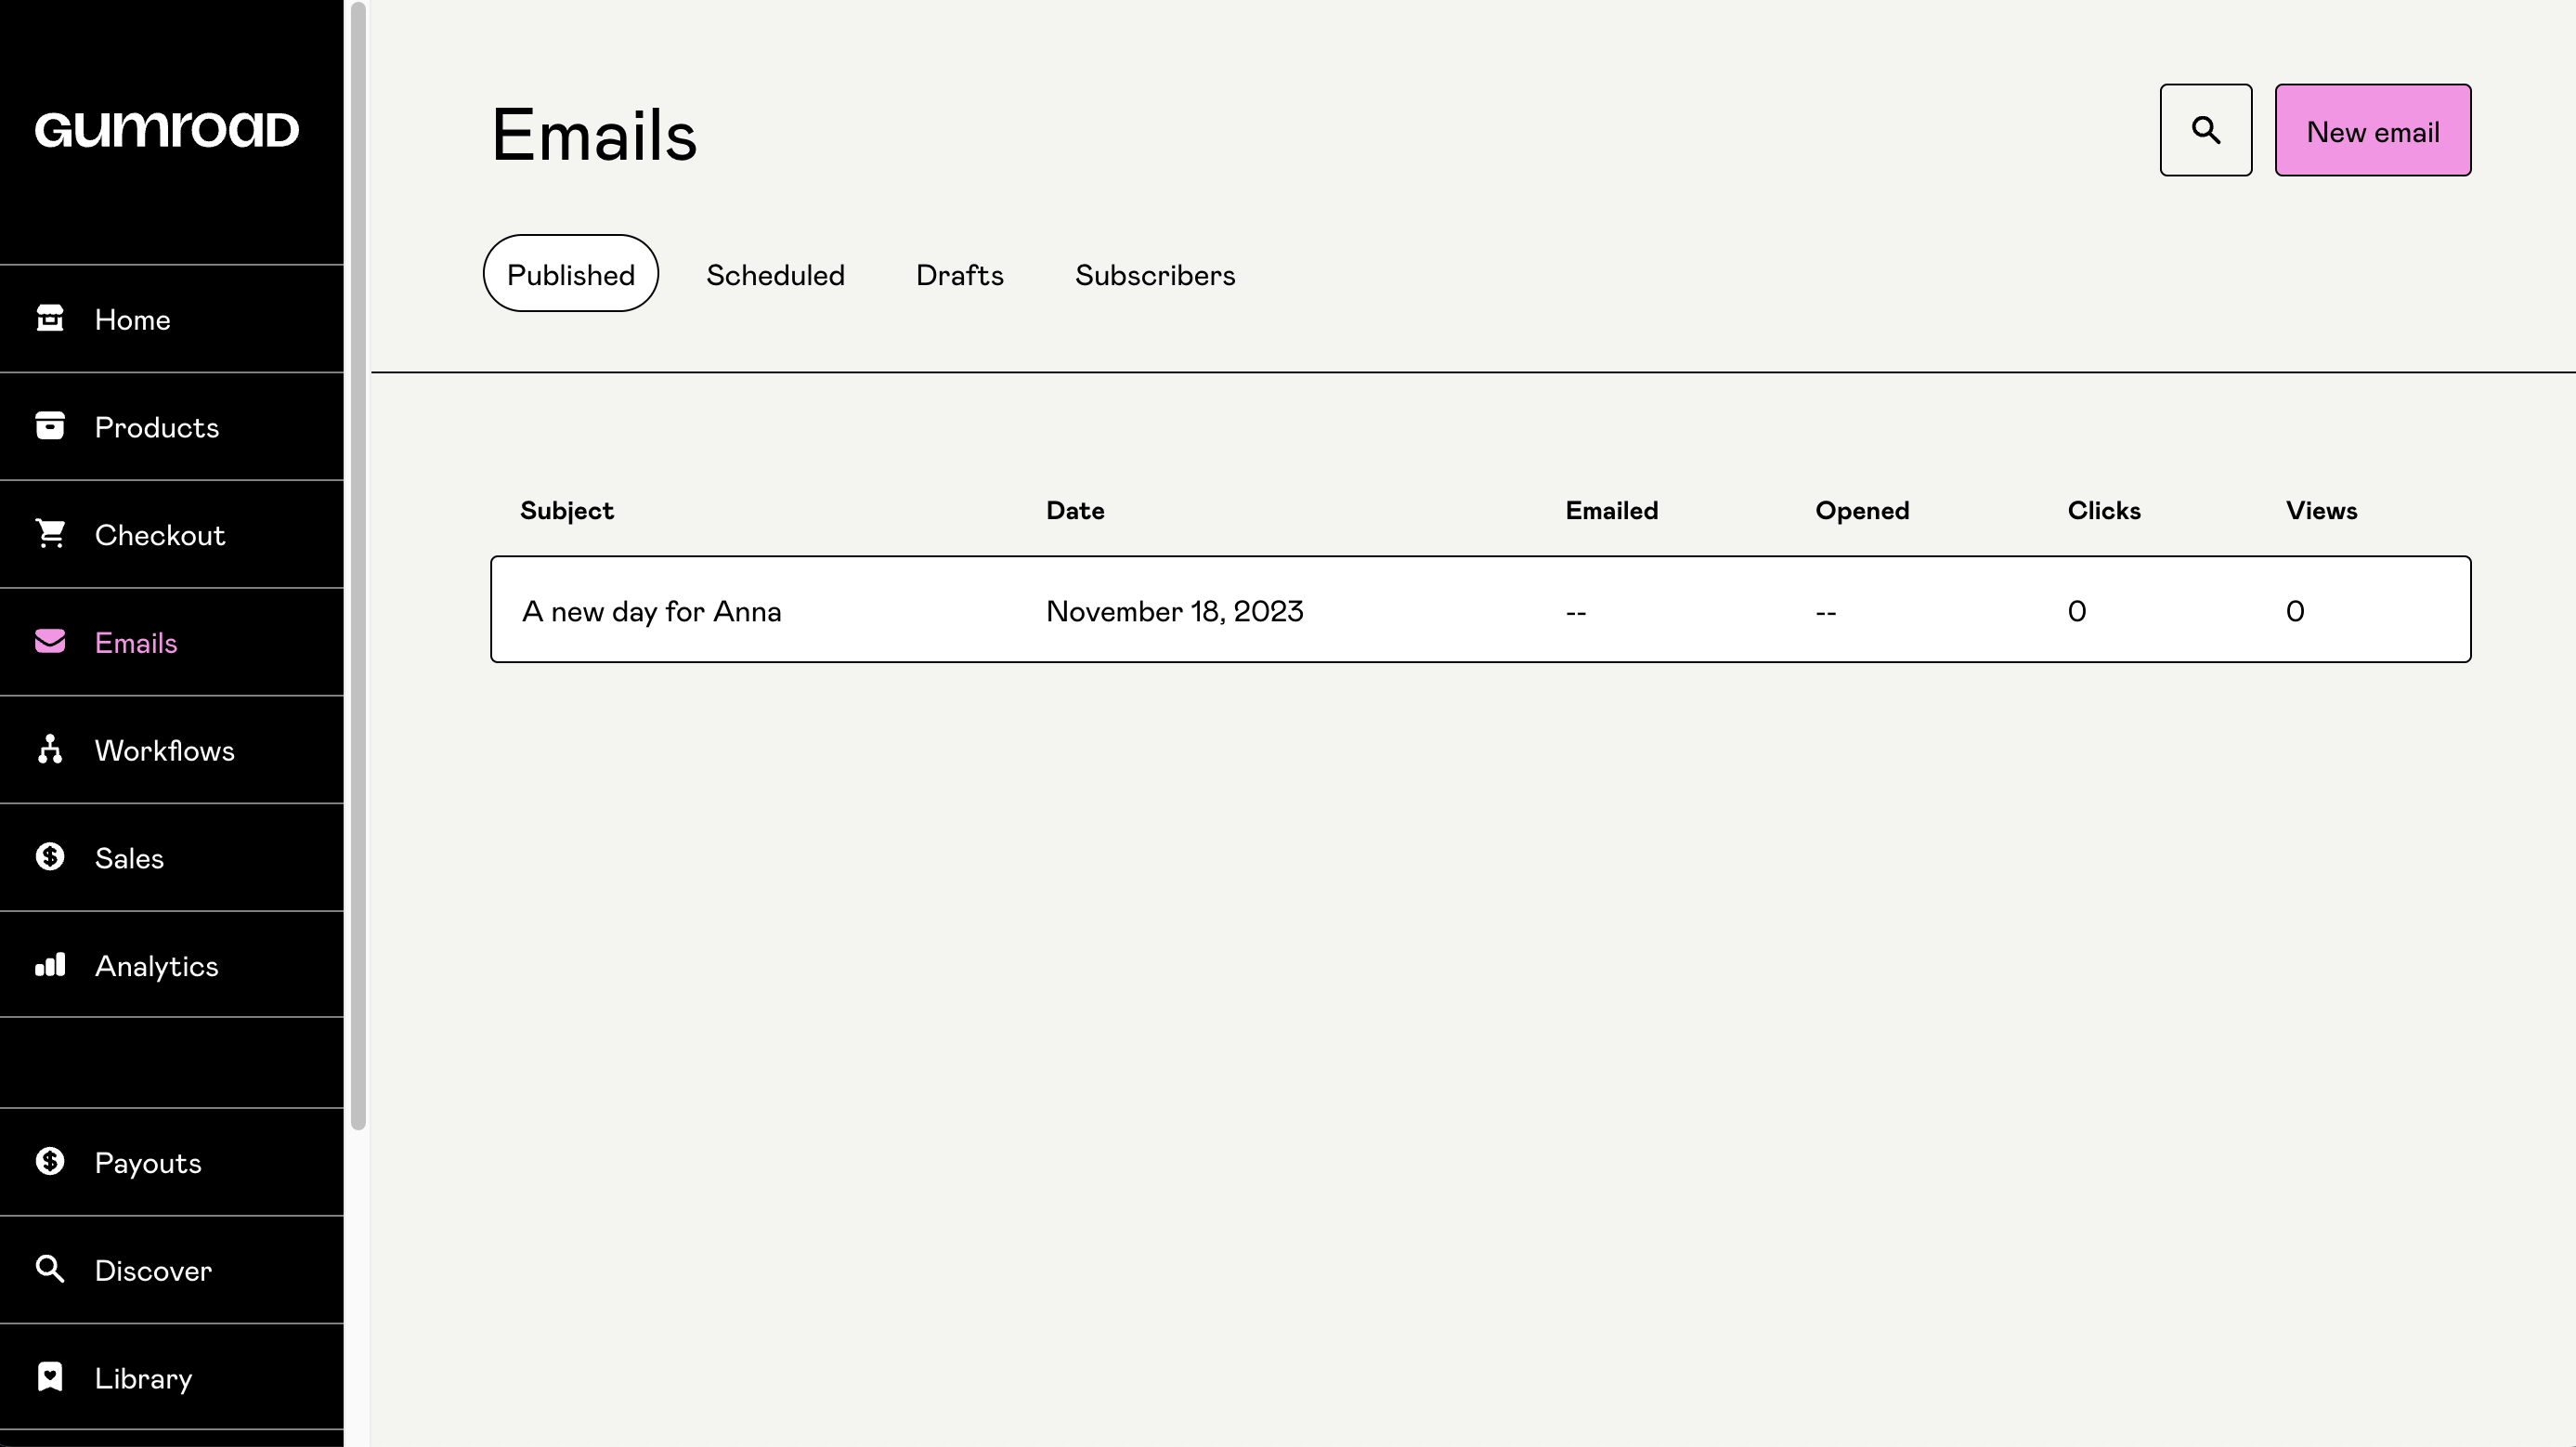 GUMROAD
Home
Products
Checkout
Emails
Workflows
Sales
Analytics
Payouts
Discover
Library
Emails
New email
Published Scheduled Drafts Subscribers
Subject Date Emailed Opened Clicks Views
A new day for Anna November 18, 2023 -- -- 0 0